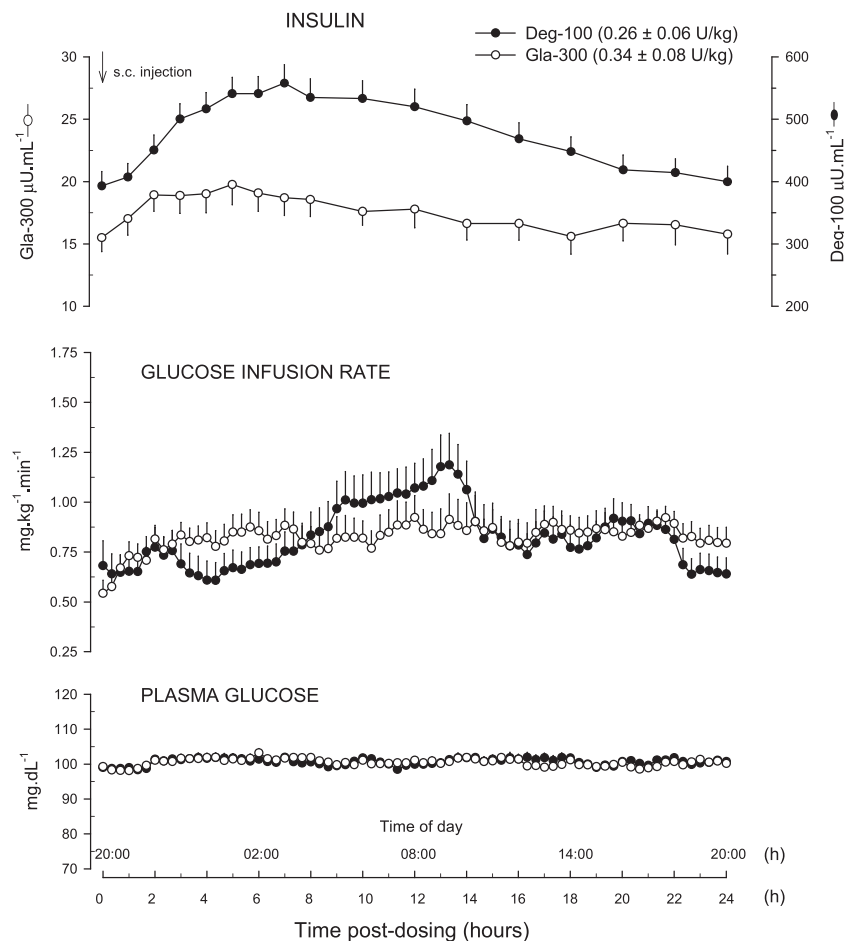 INSULIN
Deg-100 (0.26 ± 0.06 U/kg)
Gla-300 (0.34 ± 0.08 U/kg)
s.c. injection
30
25
20
15
10
Gla-300 µU.mL-1
600
500
400
300
200
Deg-100 µU.mL-1
GLUCOSE INFUSION RATE
1.75
1.50
1.25
1.00
0.75
0.50
0.25
mg.kg-1.min-1
PLASMA GLUCOSE
120
110
100
90
80
70
mg.dL-1
Time of day
20:00 02:00 08:00 14:00 20:00 (h)
0 2 4 6 8 10 12 14 16 18 20 22 24 (h)
Time post-dosing (hours)